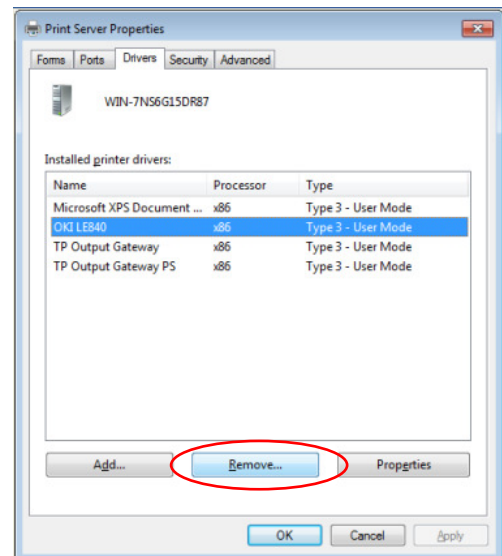 Print Server Properties
Forms Ports Drivers Security Advanced
WIN-7NS6G15DR87
Installed printer drivers:
Name Processor Type
Microsoft XPS Document ... x86 Type 3 - User Mode
OKI LE840 x86 Type 3 - User Mode
TP Output Gateway x86 Type 3 - User Mode
TP Output Gateway PS x86 Type 3 - User Mode
Add... Remove... Properties
OK Cancel Apply